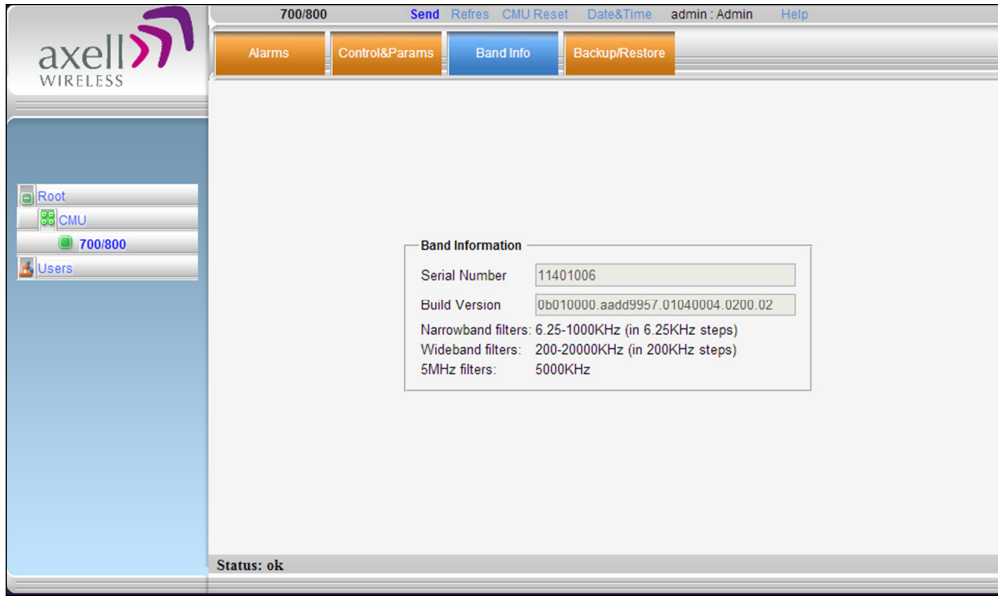 axell
WIRELESS
700/800 Send Refres CMU Reset Date&Time admin : Admin Help
Alarms Control&Params Band Info Backup/Restore
Root
CMU
700/800
Users
Band Information
Serial Number 11401006
Build Version 0b010000.aadd9957.01040004.0200.02
Narrowband filters: 6.25-1000KHz (in 6.25KHz steps)
Wideband filters: 200-20000KHz (in 200KHz steps)
5MHz filters: 5000KHz
Status: ok